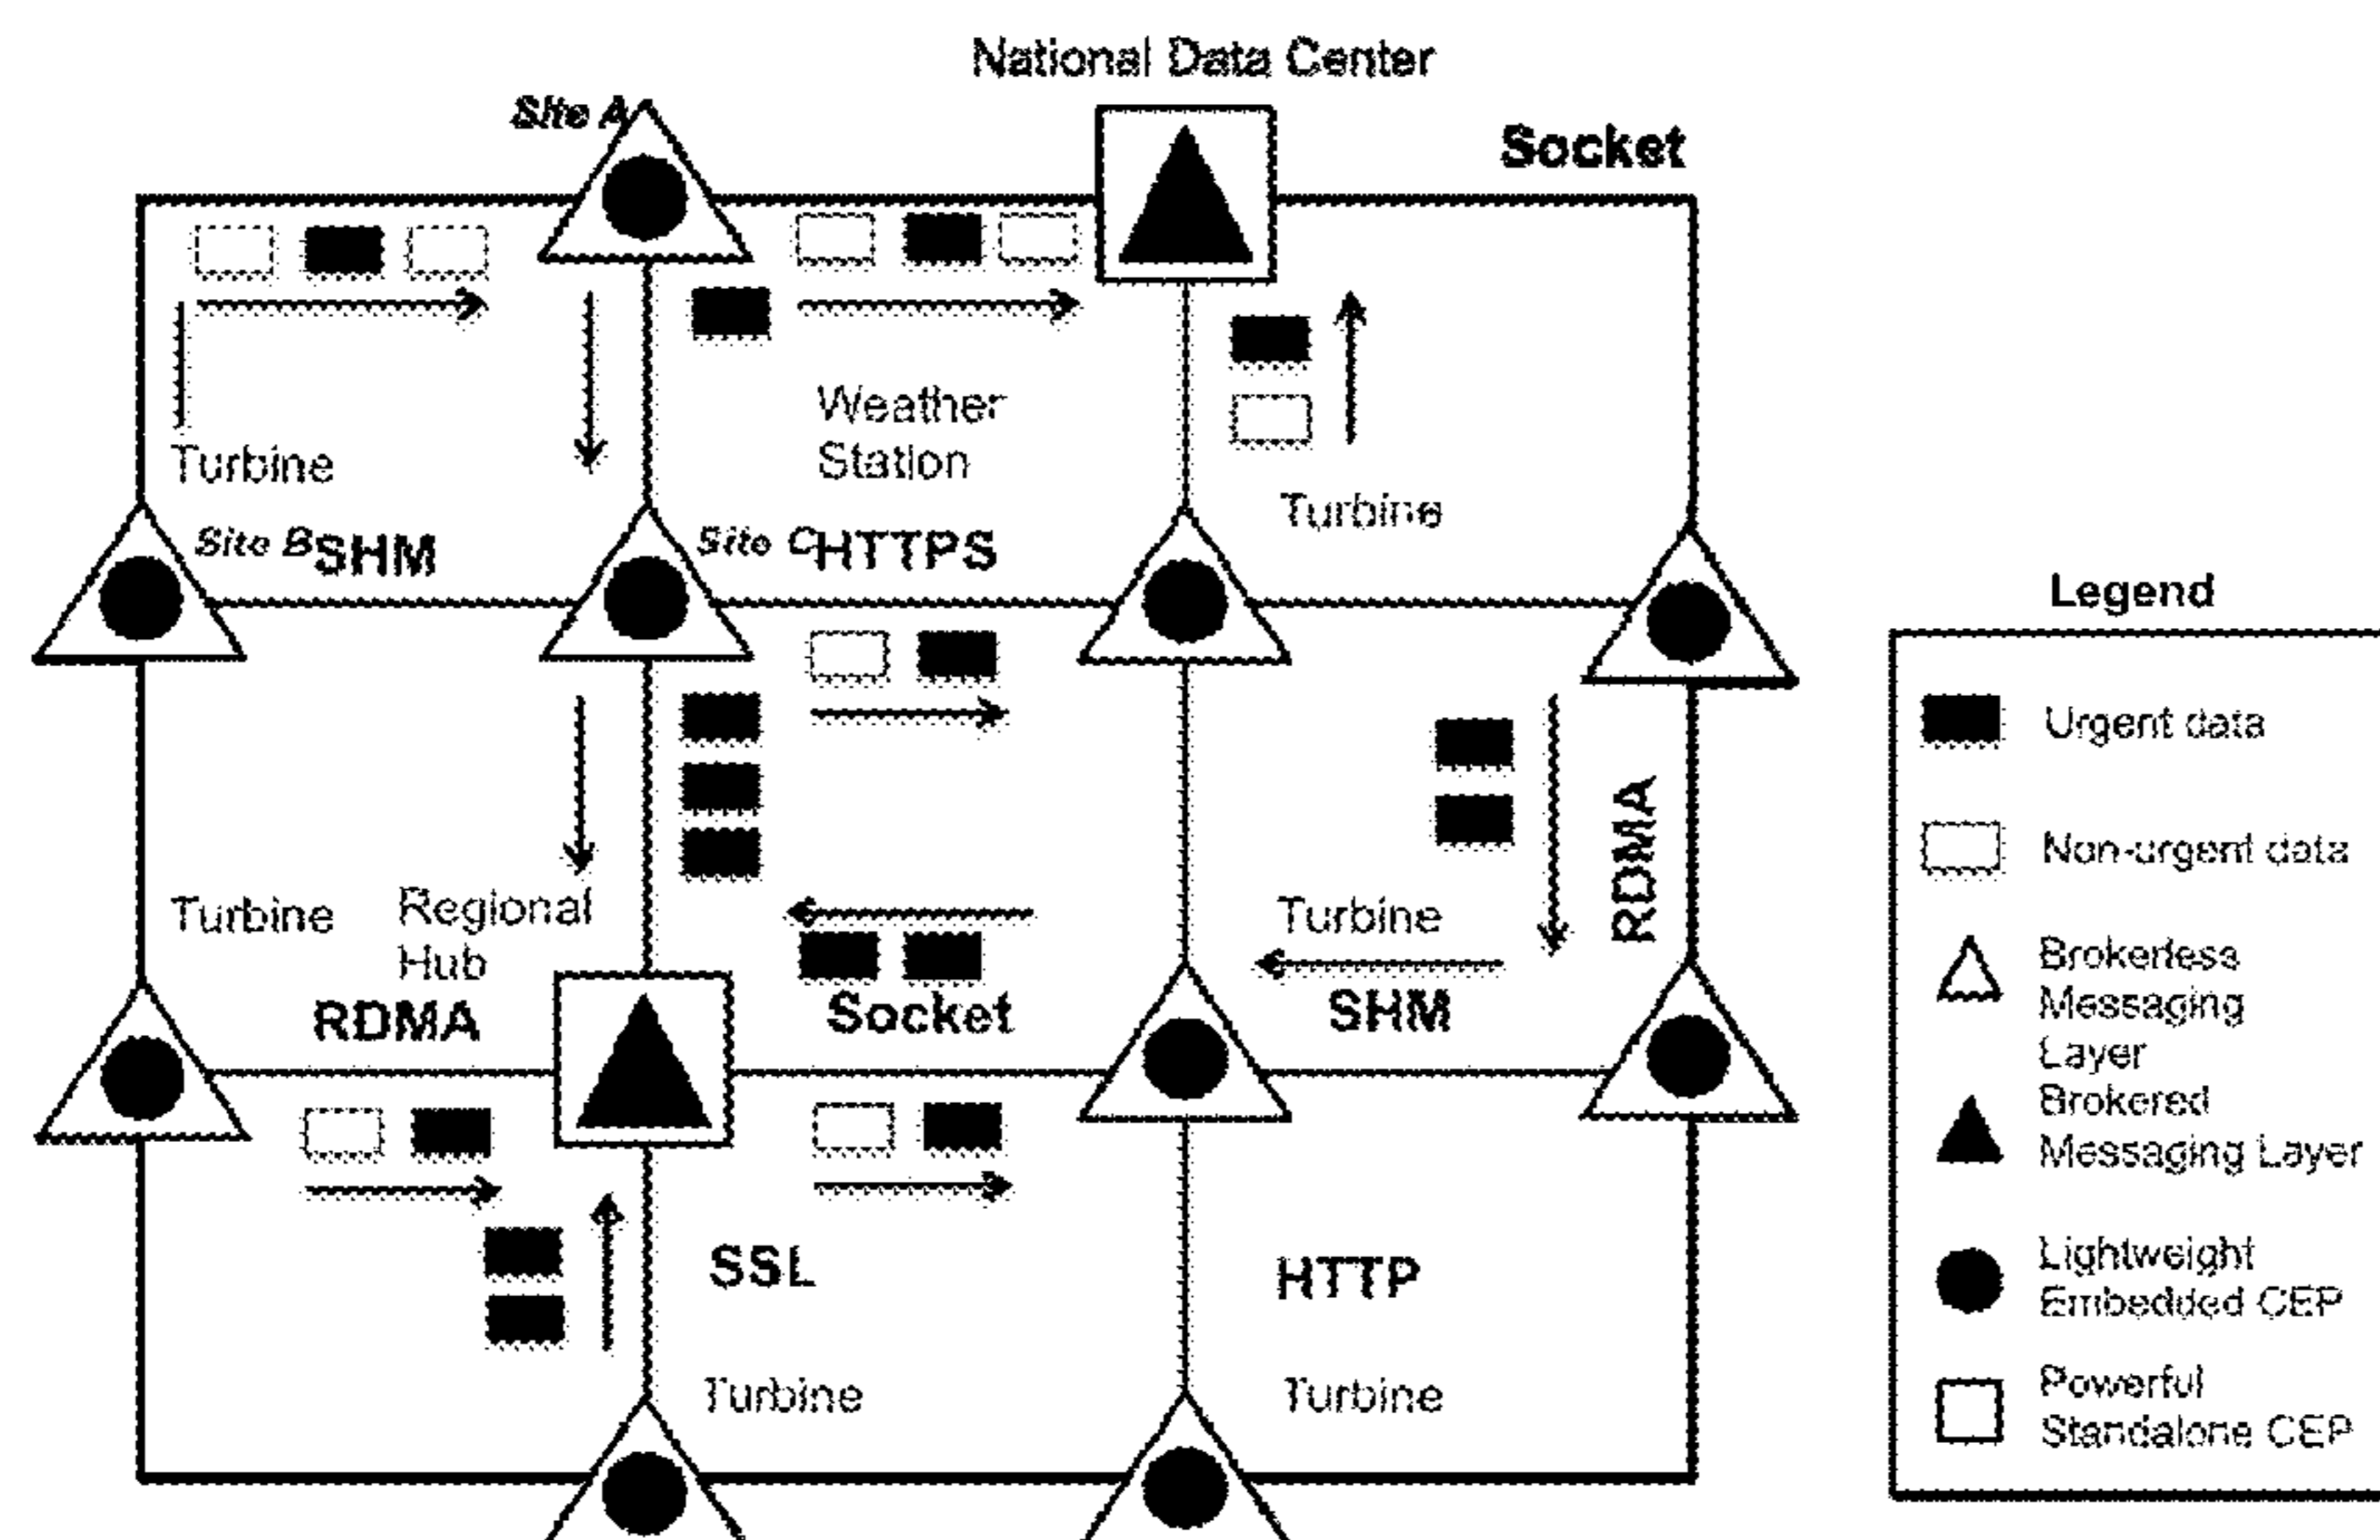 National Data Center
Site A
Socket
Weather
Station
Turbine
Turbine
Site B
SHM
Site C
HTTPS
Turbine
Regional
Hub
Turbine
RDMA
RDMA
Socket
SHM
SSL
HTTP
Turbine
Turbine
Legend
Urgent data
Non-urgent data
Brokerless
Messaging
Layer
Brokered
Messaging Layer
Lightweight
Embedded CEP
Powerful
Standalone CEP